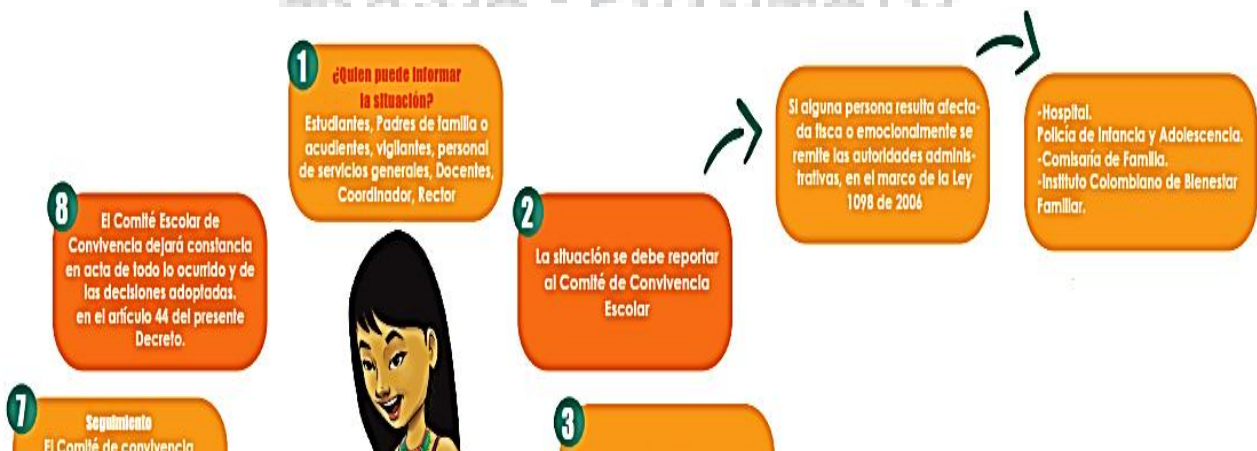 1
¿Quien puede informar
la situación?
Estudiantes, Padres de familia o
acudientes, vigilantes, personal
de servicios generales, Docentes,
Coordinador, Rector
2
La situación se debe reportar
al Comité de Convivencia
Escolar
Si alguna persona resulta afecta-
da fisca o emocionalmente se
remite las autoridades adminis-
trativas, en el marco de la Ley
1098 de 2006
-Hospital.
Policía de Infancia y Adolescencia.
-Comisaría de Familia.
-Instituto Colombiano de Bienestar
Familiar.
3
7
Seguimiento
El Comité de convivencia
8
El Comité Escolar de
Convivencia dejará constancia
en acta de todo lo ocurrido y de
las decisiones adoptadas.
en el artículo 44 del presente
Decreto.